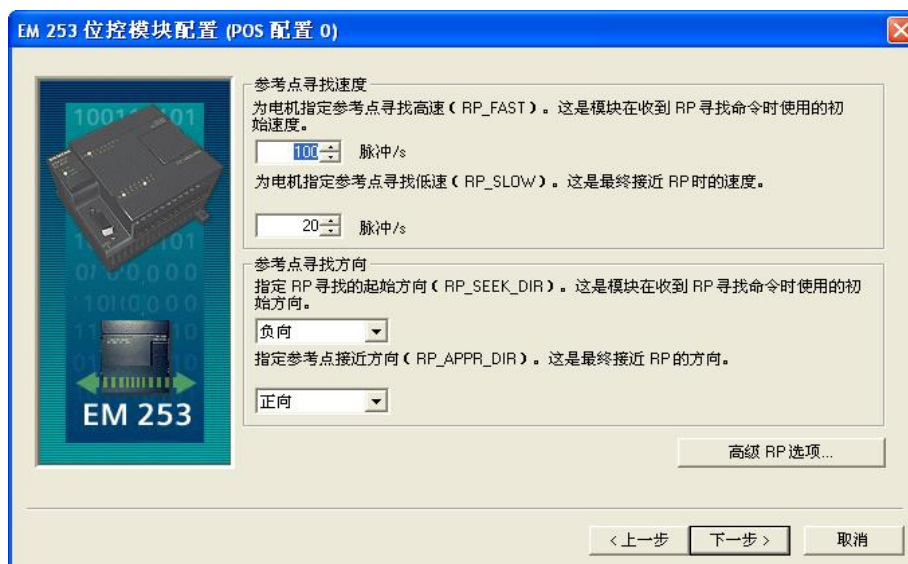 EM 253 位控模块配置 (POS 配置 0)
参考点寻找速度
为电机指定参考点寻找高速（RP_FAST）。这是模块在收到 RP 寻找命令时使用的初
始速度。
100 脉冲/s
为电机指定参考点寻找低速（RP_SLOW）。这是最终接近 RP 时的速度。
20 脉冲/s
参考点寻找方向
指定 RP 寻找的起始方向（RP_SEEK_DIR）。这是模块在收到 RP 寻找命令时使用的初
始方向。
负向
指定参考点接近方向（RP_APPR_DIR）。这是最终接近 RP 的方向。
正向
EM 253
高级 RP 选项...
<上一步
下一步>
取消